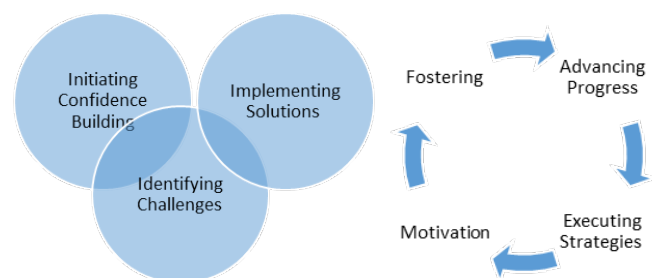 Initiating
Confidence
Building
Implementing
Solutions
Identifying
Challenges
Fostering
Advancing
Progress
Executing
Strategies
Motivation